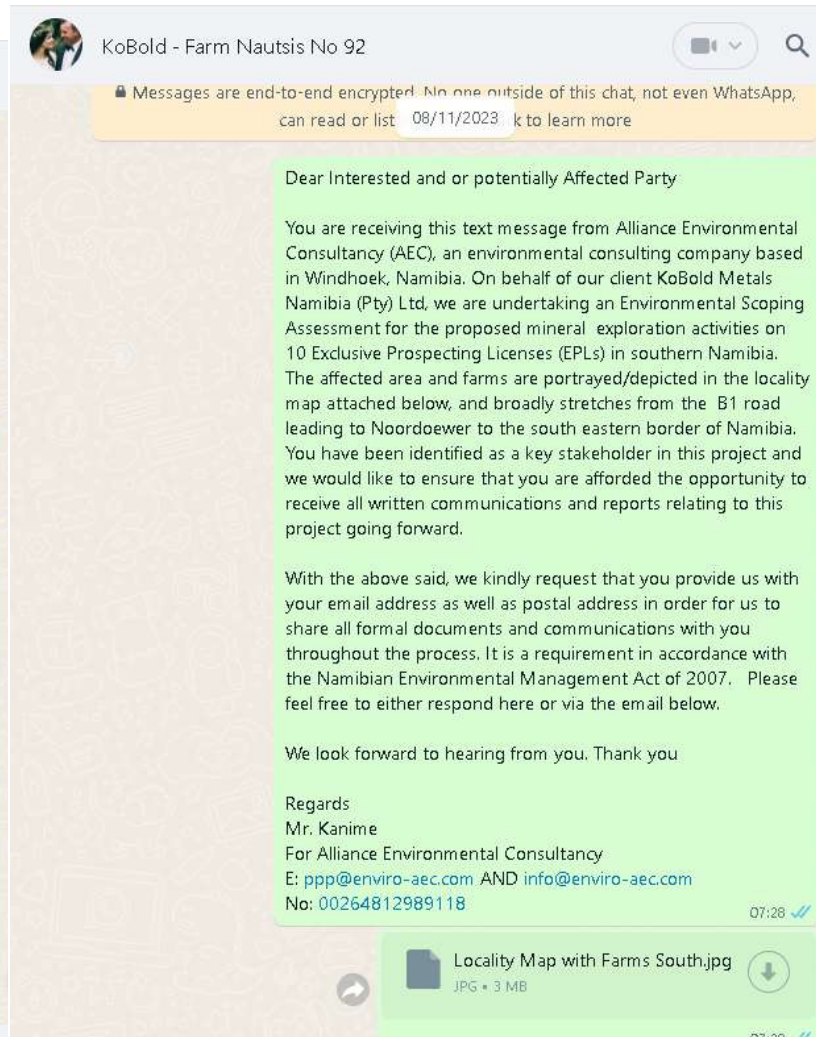 KoBold - Farm Nautsis No 92
Messages are end-to-end encrypted. No one outside of this chat, not even WhatsApp,
can read or list 08/11/2023 k to learn more
Dear Interested and or potentially Affected Party
You are receiving this text message from Alliance Environmental
Consultancy (AEC), an environmental consulting company based
in Windhoek, Namibia. On behalf of our client KoBold Metals
Namibia (Pty) Ltd, we are undertaking an Environmental Scoping
Assessment for the proposed mineral exploration activities on
10 Exclusive Prospecting Licenses (EPLs) in southern Namibia.
The affected area and farms are portrayed/depicted in the locality
map attached below, and broadly stretches from the B1 road
leading to Noordoewer to the south eastern border of Namibia.
You have been identified as a key stakeholder in this project and
we would like to ensure that you are afforded the opportunity to
receive all written communications and reports relating to this
project going forward.
With the above said, we kindly request that you provide us with
your email address as well as postal address in order for us to
share all formal documents and communications with you
throughout the process. It is a requirement in accordance with
the Namibian Environmental Management Act of 2007. Please
feel free to either respond here or via the email below.
We look forward to hearing from you. Thank you
Regards
Mr. Kanime
For Alliance Environmental Consultancy
E: ppp@enviro-aec.com AND info@enviro-aec.com
No: 00264812989118
07:28
Locality Map with Farms South.jpg
JPG • 3 MB